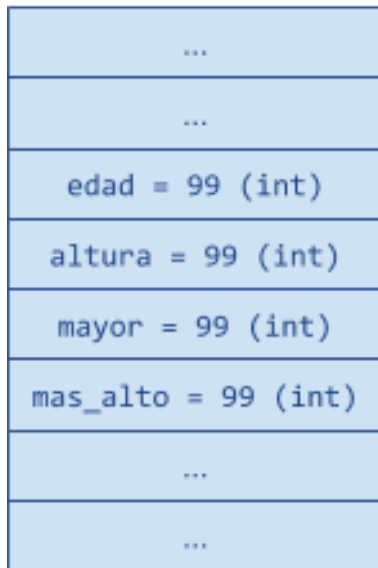 ...
...
edad = 99 (int)
altura = 99 (int)
mayor = 99 (int)
mas_alto = 99 (int)
...
...